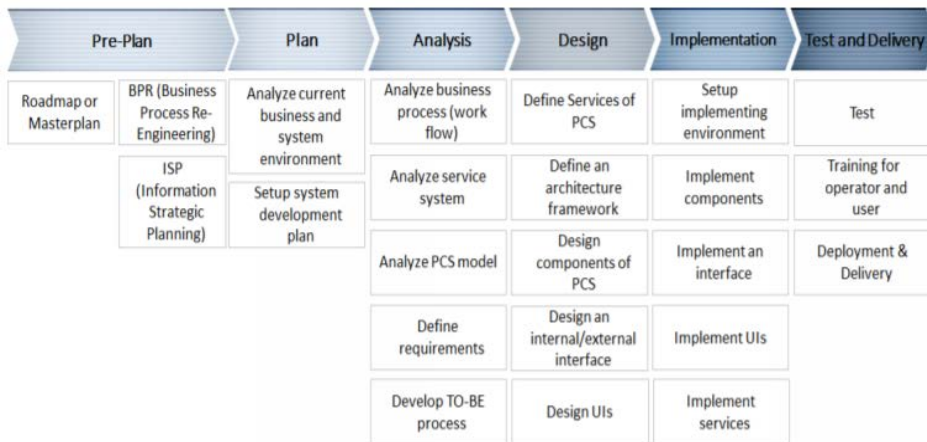 Pre-Plan
Plan
Analysis
Design
Implementation
Test and Delivery
Roadmap or
Masterplan
BPR (Business
Process Re-
Engineering)
ISP
(Information
Strategic
Planning)
Analyze current
business and
system
environment
Setup system
development
plan
Analyze business
process (work
flow)
Analyze service
system
Analyze PCS model
Define
requirements
Develop TO-BE
process
Define Services of
PCS
Define an
architecture
framework
Design
components of
PCS
Design an
internal/external
interface
Design UIs
Setup
implementing
environment
Implement
components
Implement an
interface
Implement UIs
Implement
services
Test
Training for
operator and
user
Deployment &
Delivery